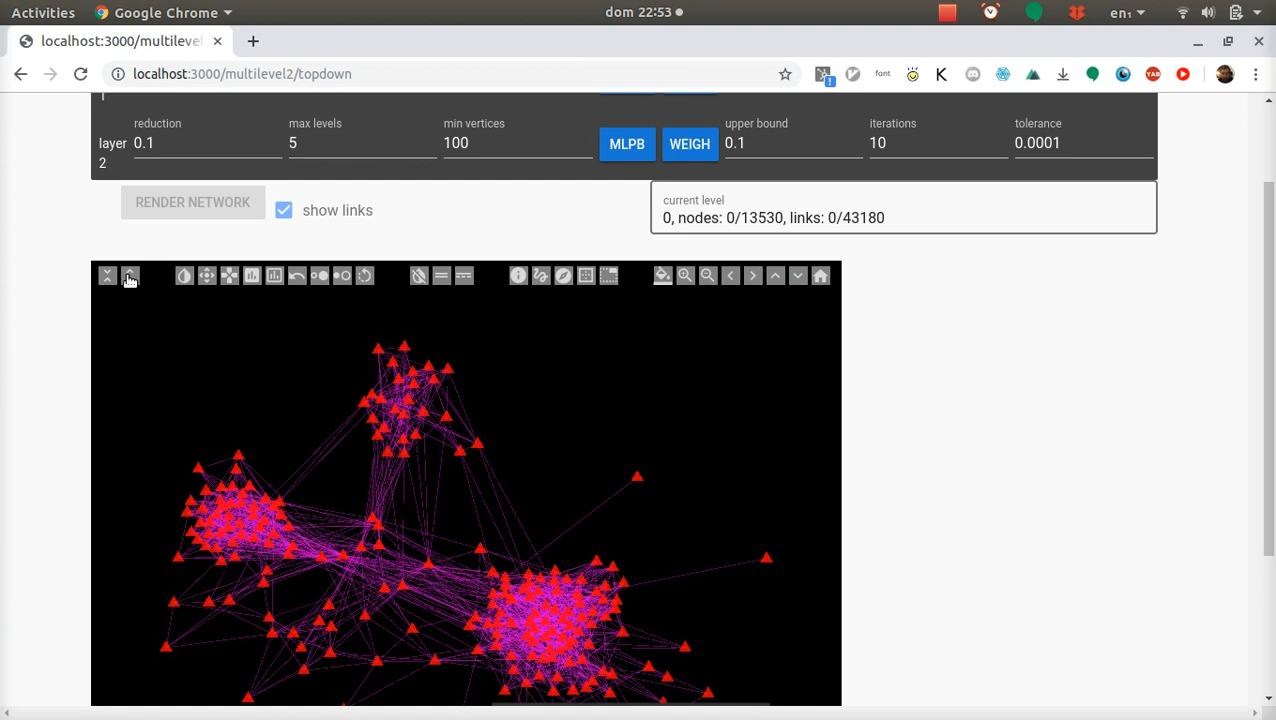 Activities Google Chrome dom 22:53 en₁
localhost:3000/multilevel
localhost:3000/multilevel2/topdown
font K YAB
reduction max levels min vertices upper bound iterations tolerance
layer 0.1 5 100 MLPB WEIGH 0.1 10 0.0001
2
RENDER NETWORK show links
current level
0, nodes: 0/13530, links: 0/43180